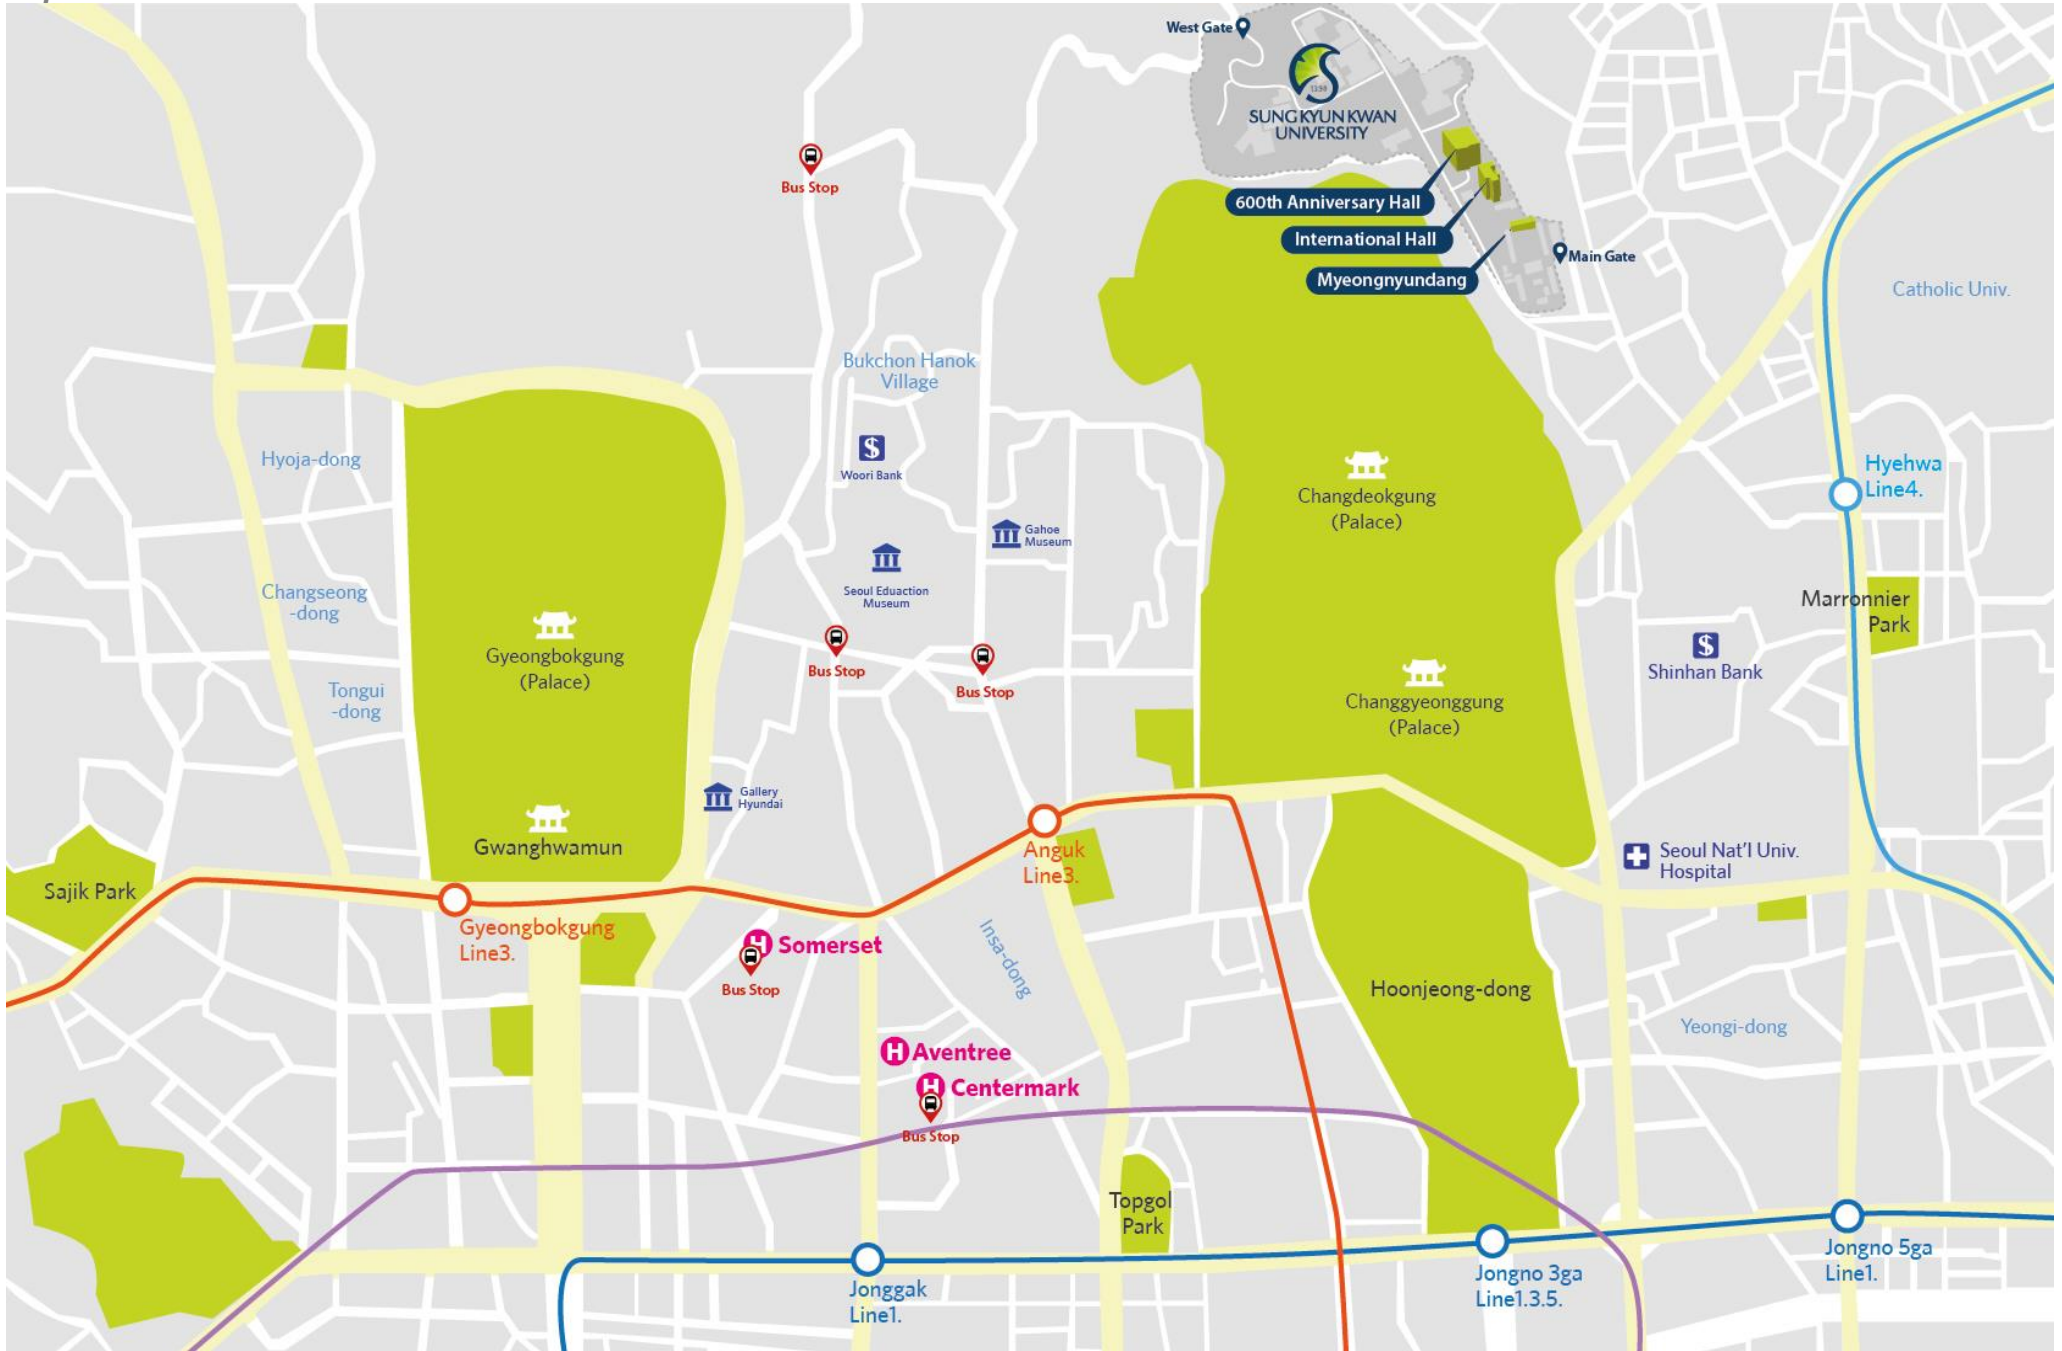 West Gate
1398
SUNG KYUN KWAN
UNIVERSITY
Bus Stop
600th Anniversary Hall
International Hall
Myeongnyundang
Main Gate
Catholic Univ.
Bukchon Hanok
Village
$
Woori Bank
Hyoja-dong
Hyehwa
Line4.
Changdeokgung
(Palace)
Gahoe
Museum
Seoul Eduaction
Museum
Changseong
-dong
Marronnier
Park
Gyeongbokgung
(Palace)
Bus Stop
Bus Stop
$
Shinhan Bank
Tongui
-dong
Changgyeonggung
(Palace)
Gallery
Hyundai
Gwanghwamun
Anguk
Line3.
Seoul Nat'l Univ.
Hospital
Sajik Park
Gyeongbokgung
Line3.
H Somerset
Bus Stop
Insa-dong
Hoonjeong-dong
Yeongi-dong
H Aventree
H Centermark
Bus Stop
Topgol
Park
Jonggak
Line1.
Jongno 3ga
Line1.3.5.
Jongno 5ga
Line1.